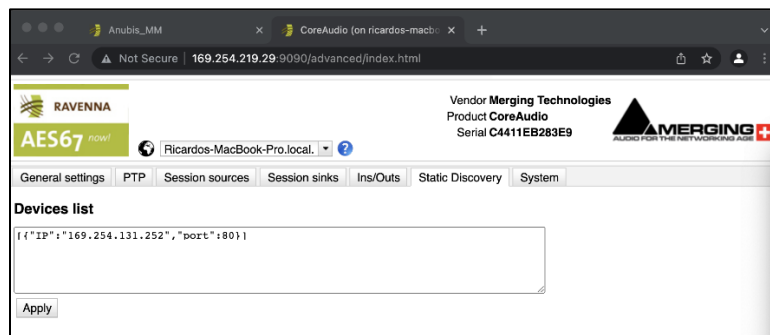 Anubis_MM
CoreAudio (on ricardos-macbo
Not Secure | 169.254.219.29:9090/advanced/index.html
RAVENNA
AES67 now!
Vendor Merging Technologies
Product CoreAudio
Serial C4411EB283E9
MERGING
AUDIO FOR THE NETWORKING AGE
Ricardos-MacBook-Pro.local.
General settings PTP Session sources Session sinks Ins/Outs Static Discovery System
Devices list
[{"IP":"169.254.131.252","port":80}]
Apply